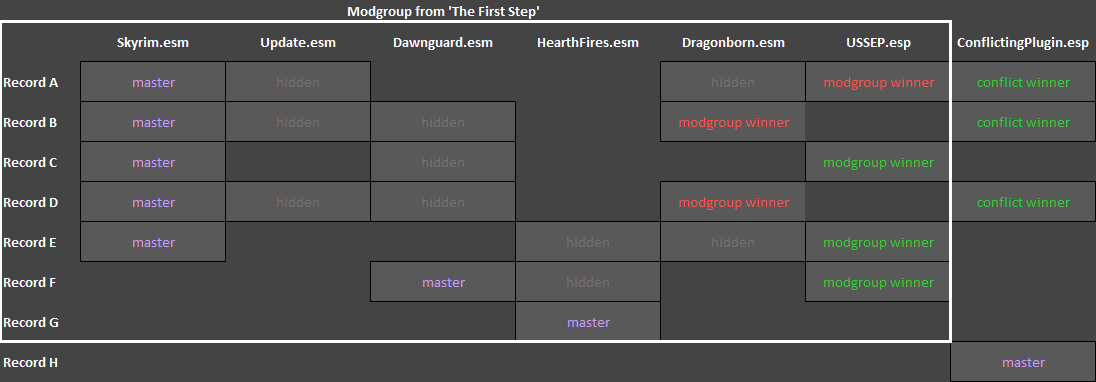 Modgroup from 'The First Step'
Skyrim.esm Update.esm Dawnguard.esm HearthFires.esm Dragonborn.esm USSEP.esp ConflictingPlugin.esp
Record A master hidden hidden modgroup winner conflict winner
Record B master hidden hidden modgroup winner conflict winner
Record C master hidden modgroup winner
Record D master hidden hidden modgroup winner conflict winner
Record E master hidden hidden modgroup winner
Record F master hidden modgroup winner
Record G master
Record H master